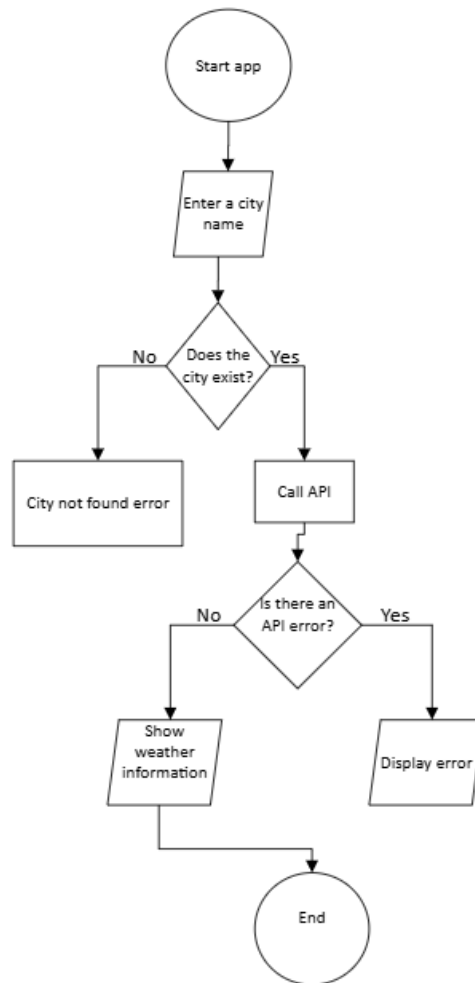 Start app
Enter a city
name
No
Does the
city exist?
Yes
City not found error
Call API
No
Is there an
API error?
Yes
Show
weather
information
Display error
End